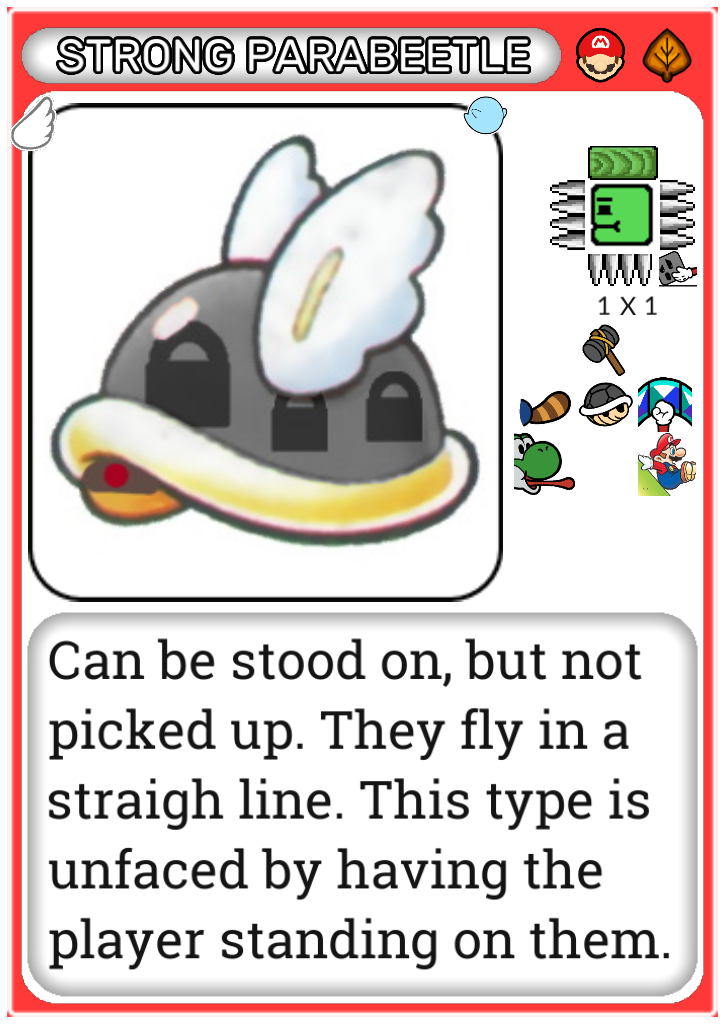 STRONG PARABEETLE
1 X 1
Can be stood on, but not
picked up. They fly in a
straigh line. This type is
unfaced by having the
player standing on them.